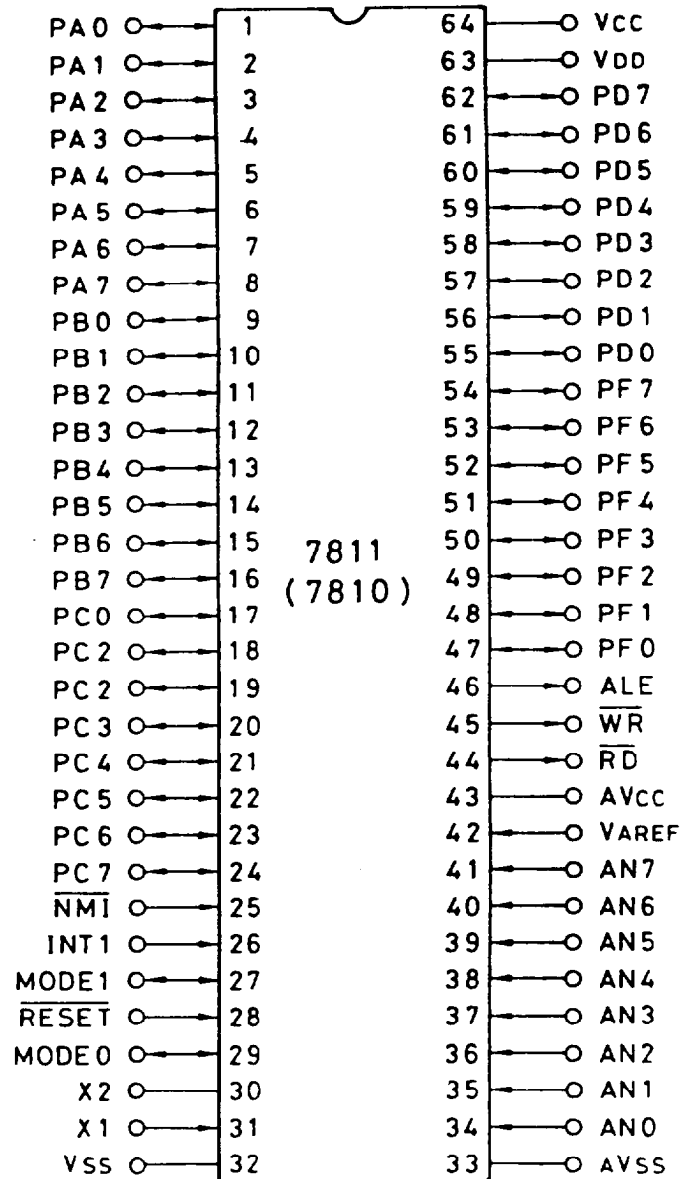 PA0 1 64 VCC
PA1 2 63 VDD
PA2 3 62 PD7
PA3 4 61 PD6
PA4 5 60 PD5
PA5 6 59 PD4
PA6 7 58 PD3
PA7 8 57 PD2
PB0 9 56 PD1
PB1 10 55 PD0
PB2 11 54 PF7
PB3 12 53 PF6
PB4 13 52 PF5
PB5 14 51 PF4
PB6 15 50 PF3
7811
PB7 16 49 PF2
(7810)
PC0 17 48 PF1
PC2 18 47 PF0
PC2 19 46 ALE
PC3 20 45 WR
PC4 21 44 RD
PC5 22 43 AVCC
PC6 23 42 VAREF
PC7 24 41 AN7
NMI 25 40 AN6
INT1 26 39 AN5
MODE1 27 38 AN4
RESET 28 37 AN3
MODE0 29 36 AN2
X2 30 35 AN1
X1 31 34 AN0
VSS 32 33 AVSS